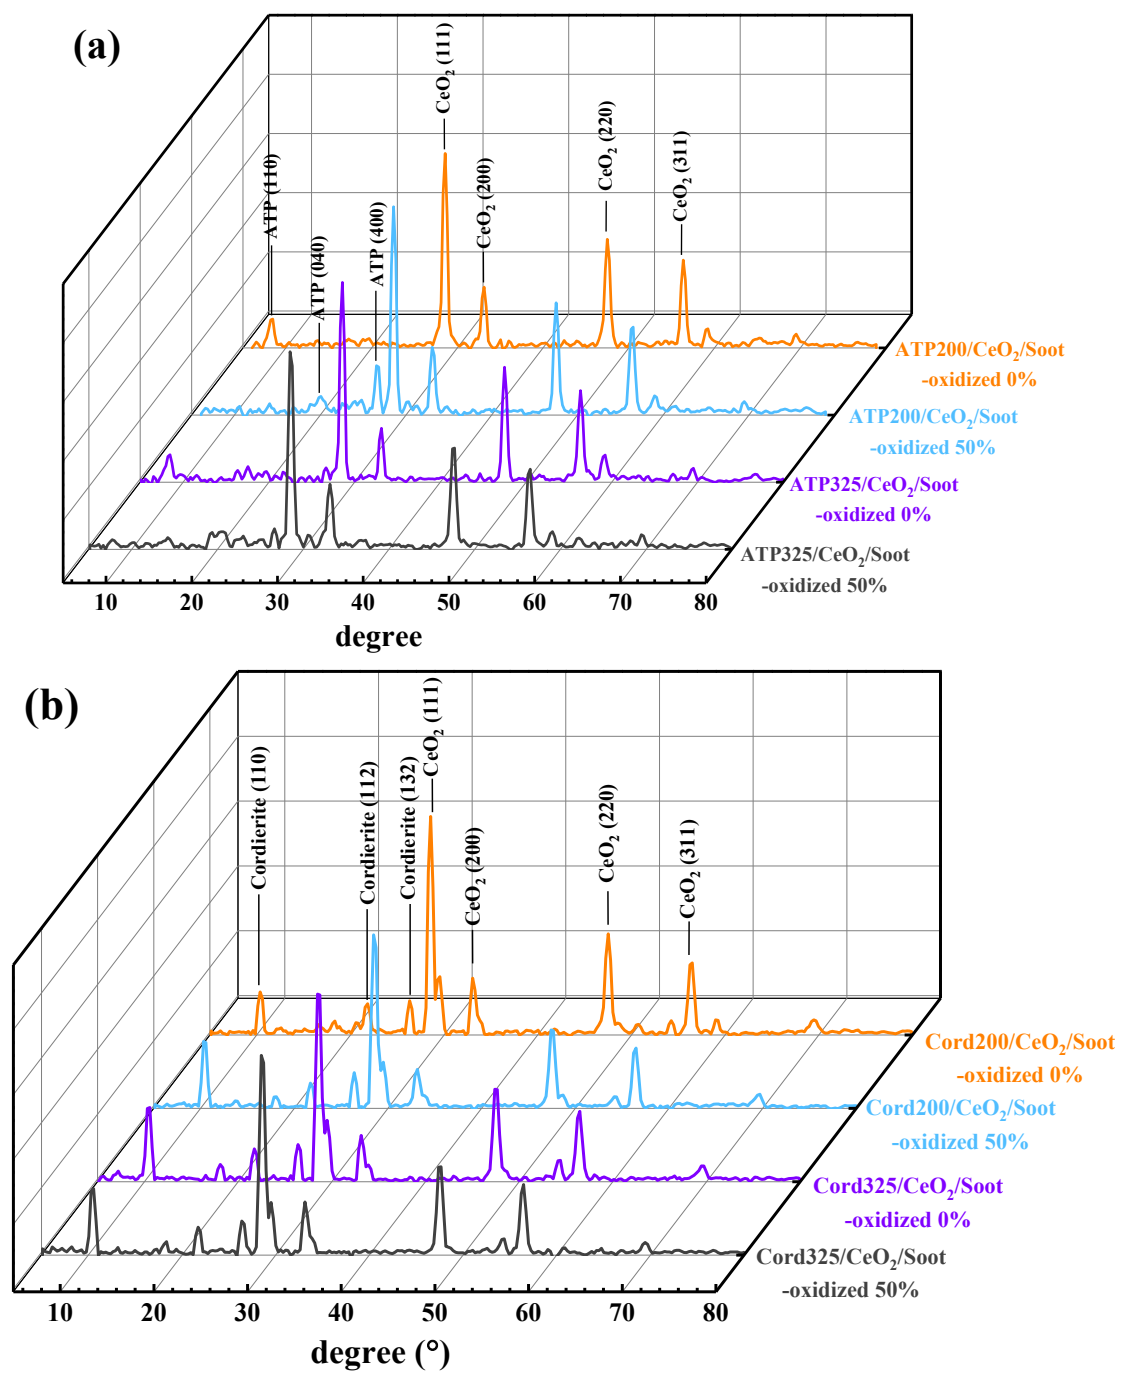 (a)
ATP (110)
ATP (040)
ATP (400)
CeO₂ (111)
CeO₂ (200)
CeO₂ (220)
CeO₂ (311)
ATP200/CeO₂/Soot
-oxidized 0%
ATP200/CeO₂/Soot
-oxidized 50%
ATP325/CeO₂/Soot
-oxidized 0%
ATP325/CeO₂/Soot
-oxidized 50%
10 20 30 40 50 60 70 80
degree
(b)
Cordierite (110)
Cordierite (112)
Cordierite (132)
CeO₂ (111)
CeO₂ (200)
CeO₂ (220)
CeO₂ (311)
Cord200/CeO₂/Soot
-oxidized 0%
Cord200/CeO₂/Soot
-oxidized 50%
Cord325/CeO₂/Soot
-oxidized 0%
Cord325/CeO₂/Soot
-oxidized 50%
10 20 30 40 50 60 70 80
degree (°)